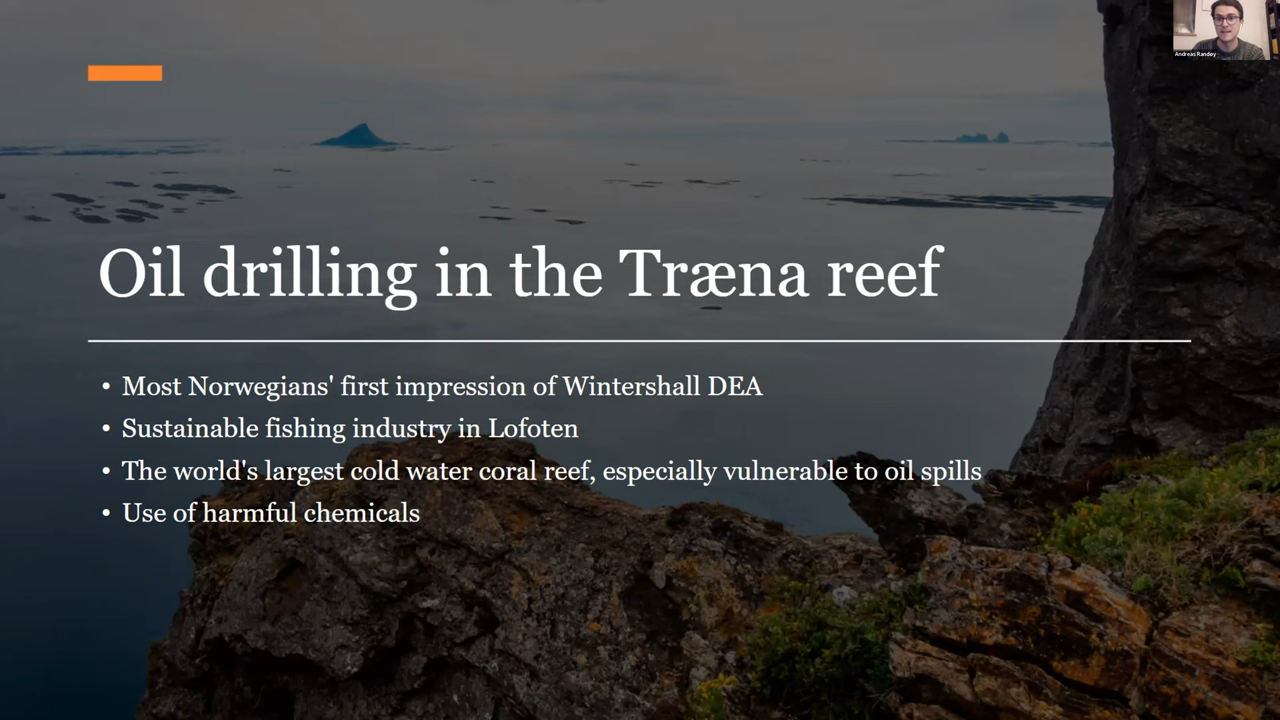 Andreas Randøy
Oil drilling in the Træna reef
• Most Norwegians' first impression of Wintershall DEA
• Sustainable fishing industry in Lofoten
• The world's largest cold water coral reef, especially vulnerable to oil spills
• Use of harmful chemicals